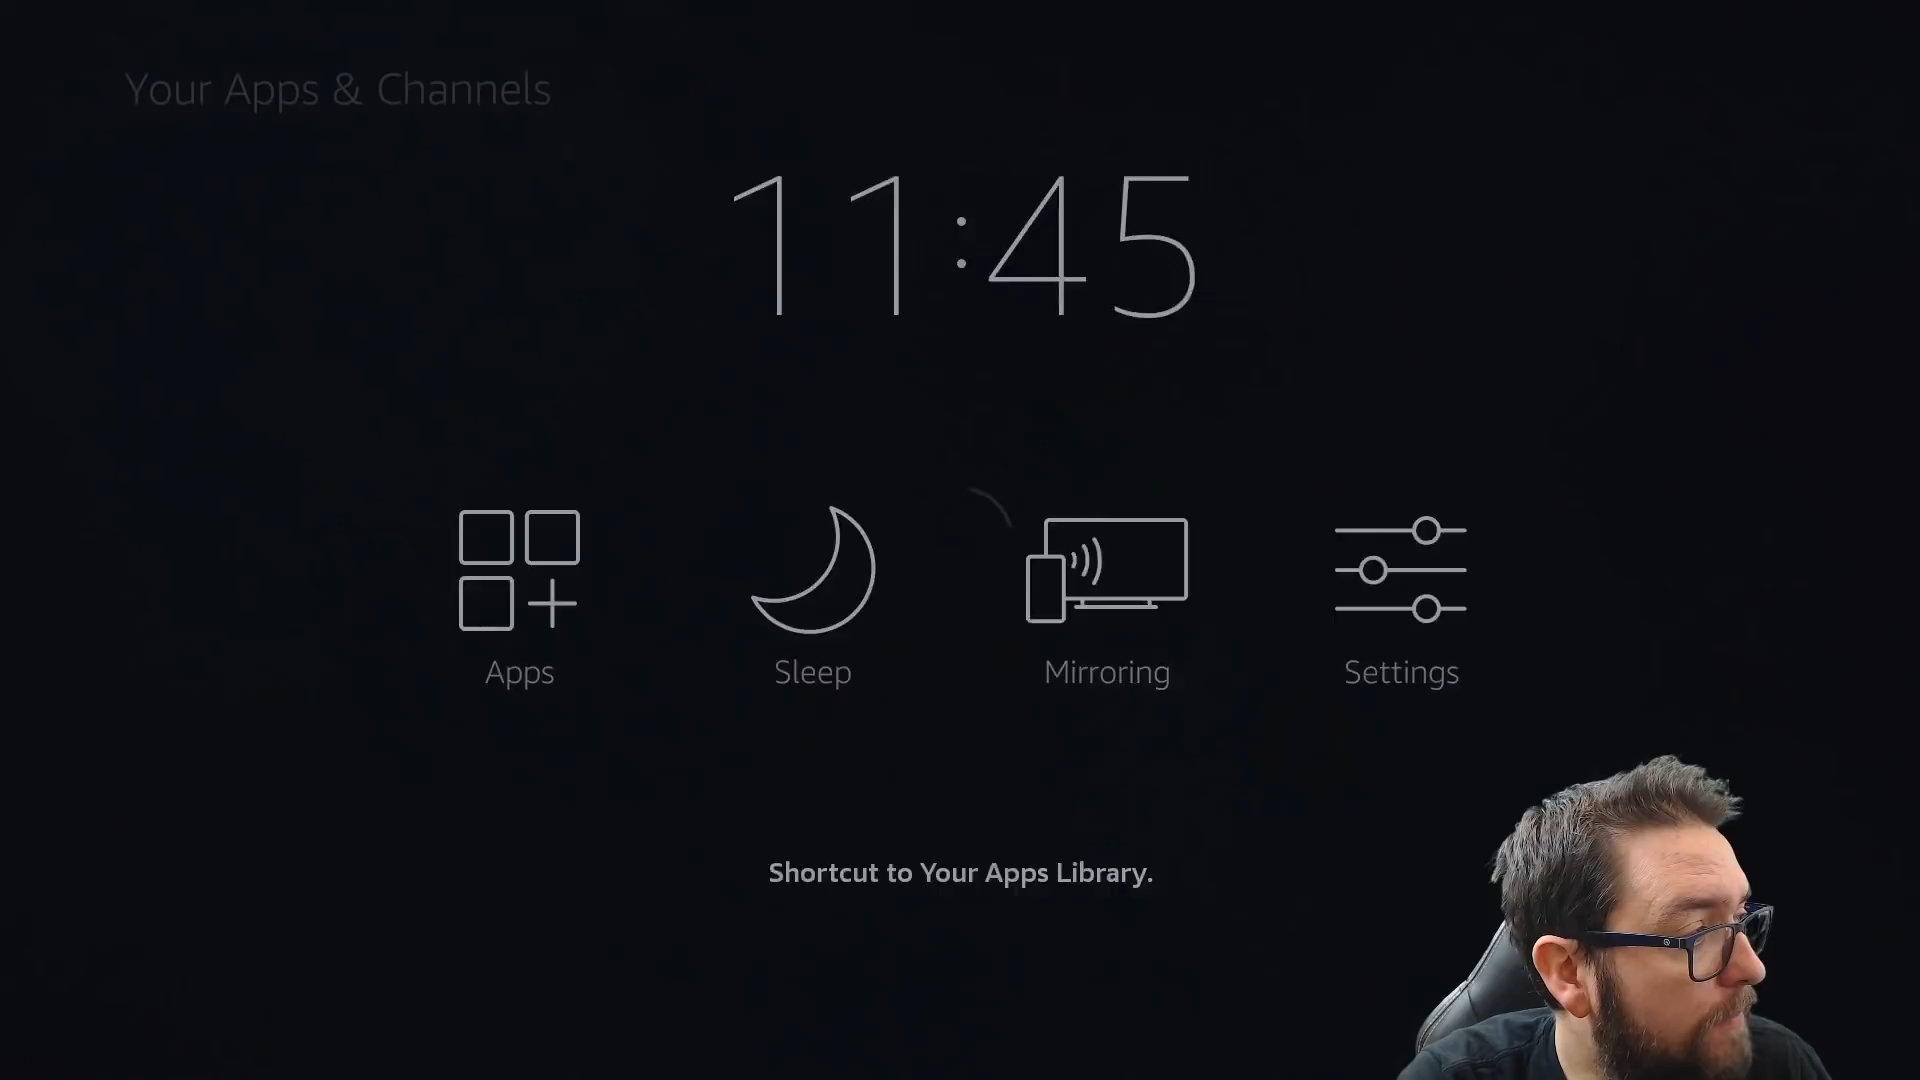 Your Apps & Channels
11:45
Apps
Sleep
Mirroring
Settings
Shortcut to Your Apps Library.